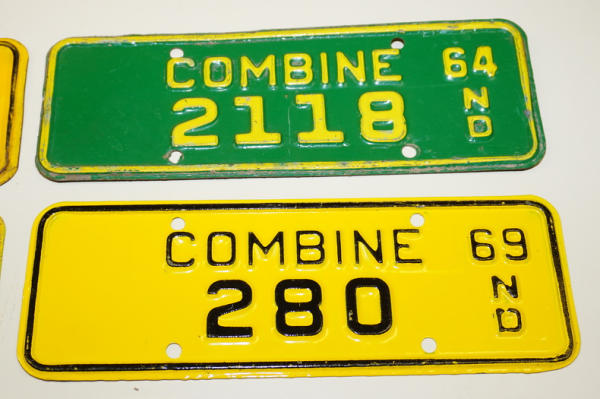 COMBINE 64
2118 ND
COMBINE 69
280 ND